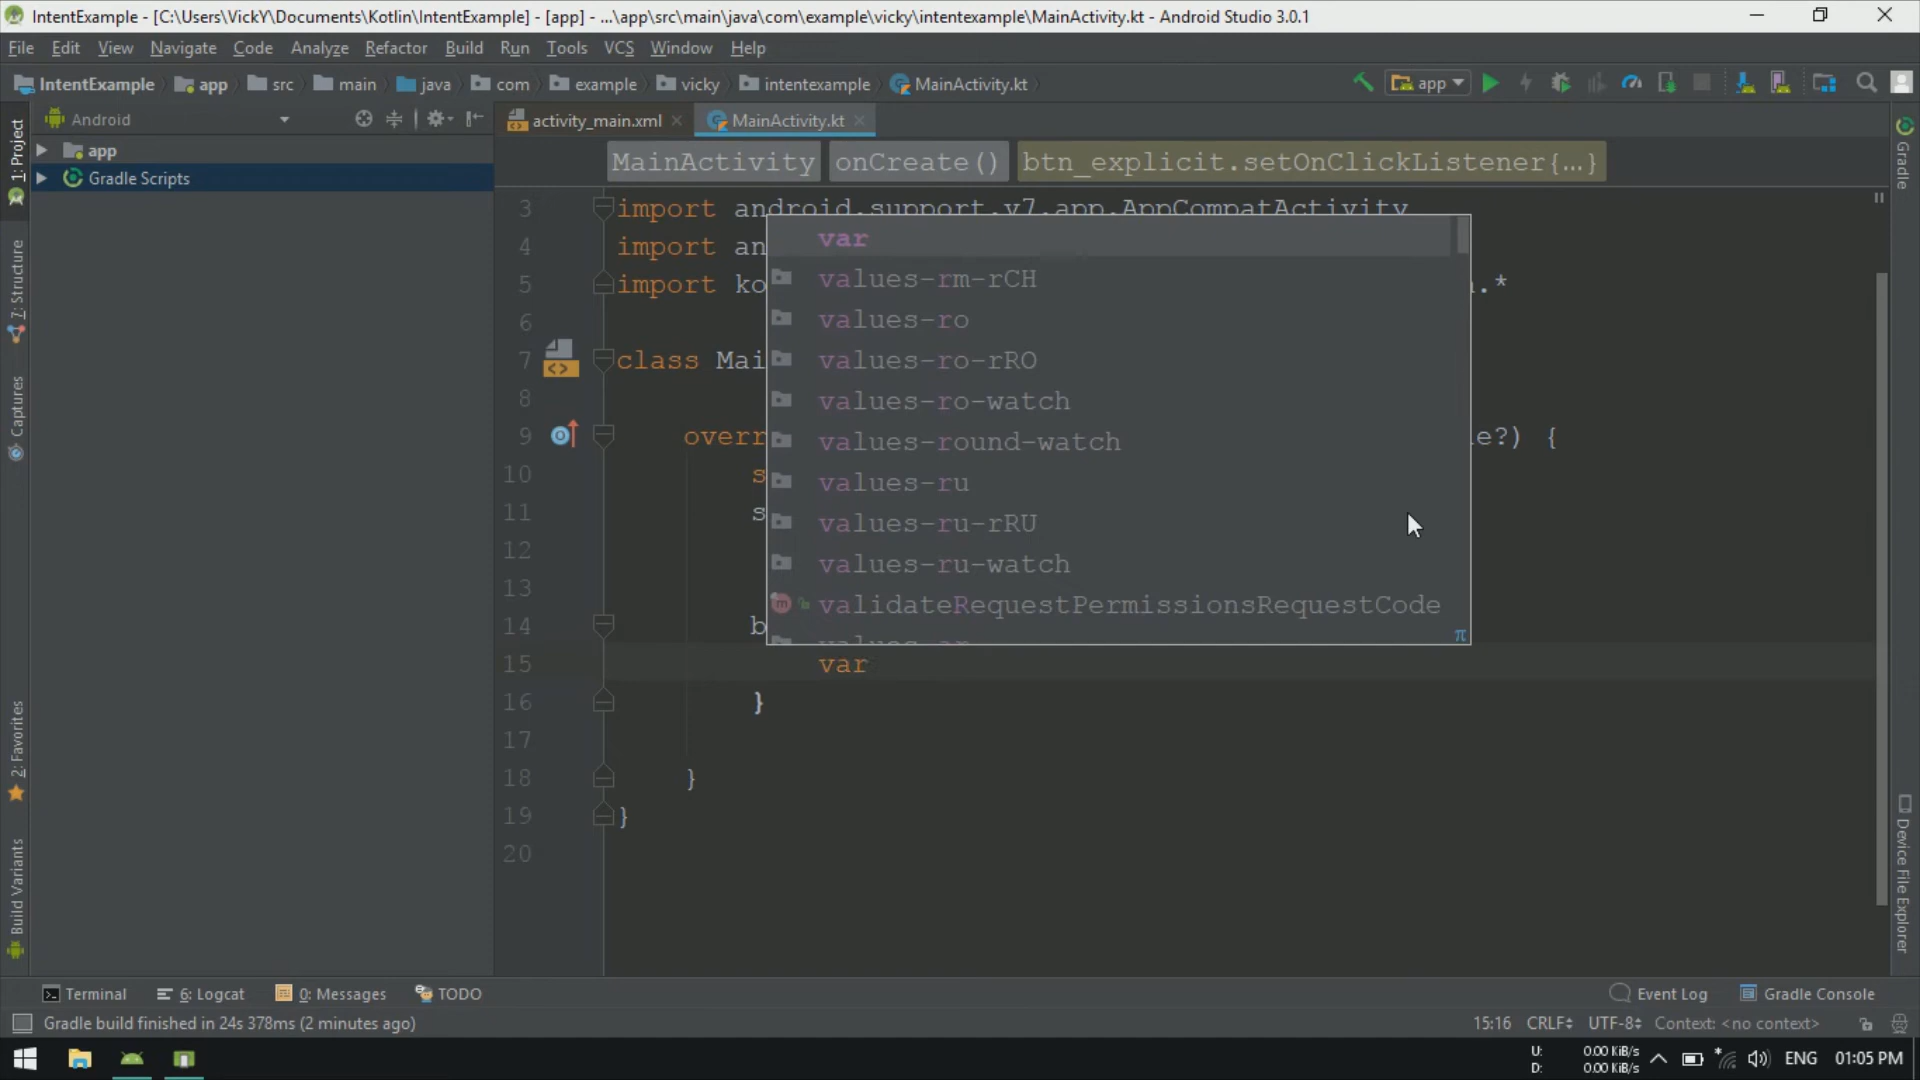 IntentExample - [C:\Users\VickY\Documents\Kotlin\IntentExample] - [app] - ...\app\src\main\java\com\example\vicky\intentexample\MainActivity.kt - Android Studio 3.0.1
File Edit View Navigate Code Analyze Refactor Build Run Tools VCS Window Help
IntentExample app src main java com example vicky intentexample MainActivity.kt app
Android activity_main.xml MainActivity.kt
1: Project
7: Structure
Captures
2: Favorites
Build Variants
app
Gradle Scripts
MainActivity onCreate() btn_explicit.setOnClickListener{...}
3 import android.support.v7.app.AppCompatActivity
4 import an
5 import ko .*
6
7 class Mai
8
9 overr e?) {
10 s
11 s
12
13
14 b
15 var
16 }
17
18 }
19 }
20
var
values-rm-rCH
values-ro
values-ro-rRO
values-ro-watch
values-round-watch
values-ru
values-ru-rRU
values-ru-watch
validateRequestPermissionsRequestCode
π
Gradle
Device File Explorer
Terminal 6: Logcat 0: Messages TODO Event Log Gradle Console
Gradle build finished in 24s 378ms (2 minutes ago) 15:16 CRLF UTF-8 Context: <no context>
U: 0.00 KiB/s
D: 0.00 KiB/s
ENG 01:05 PM